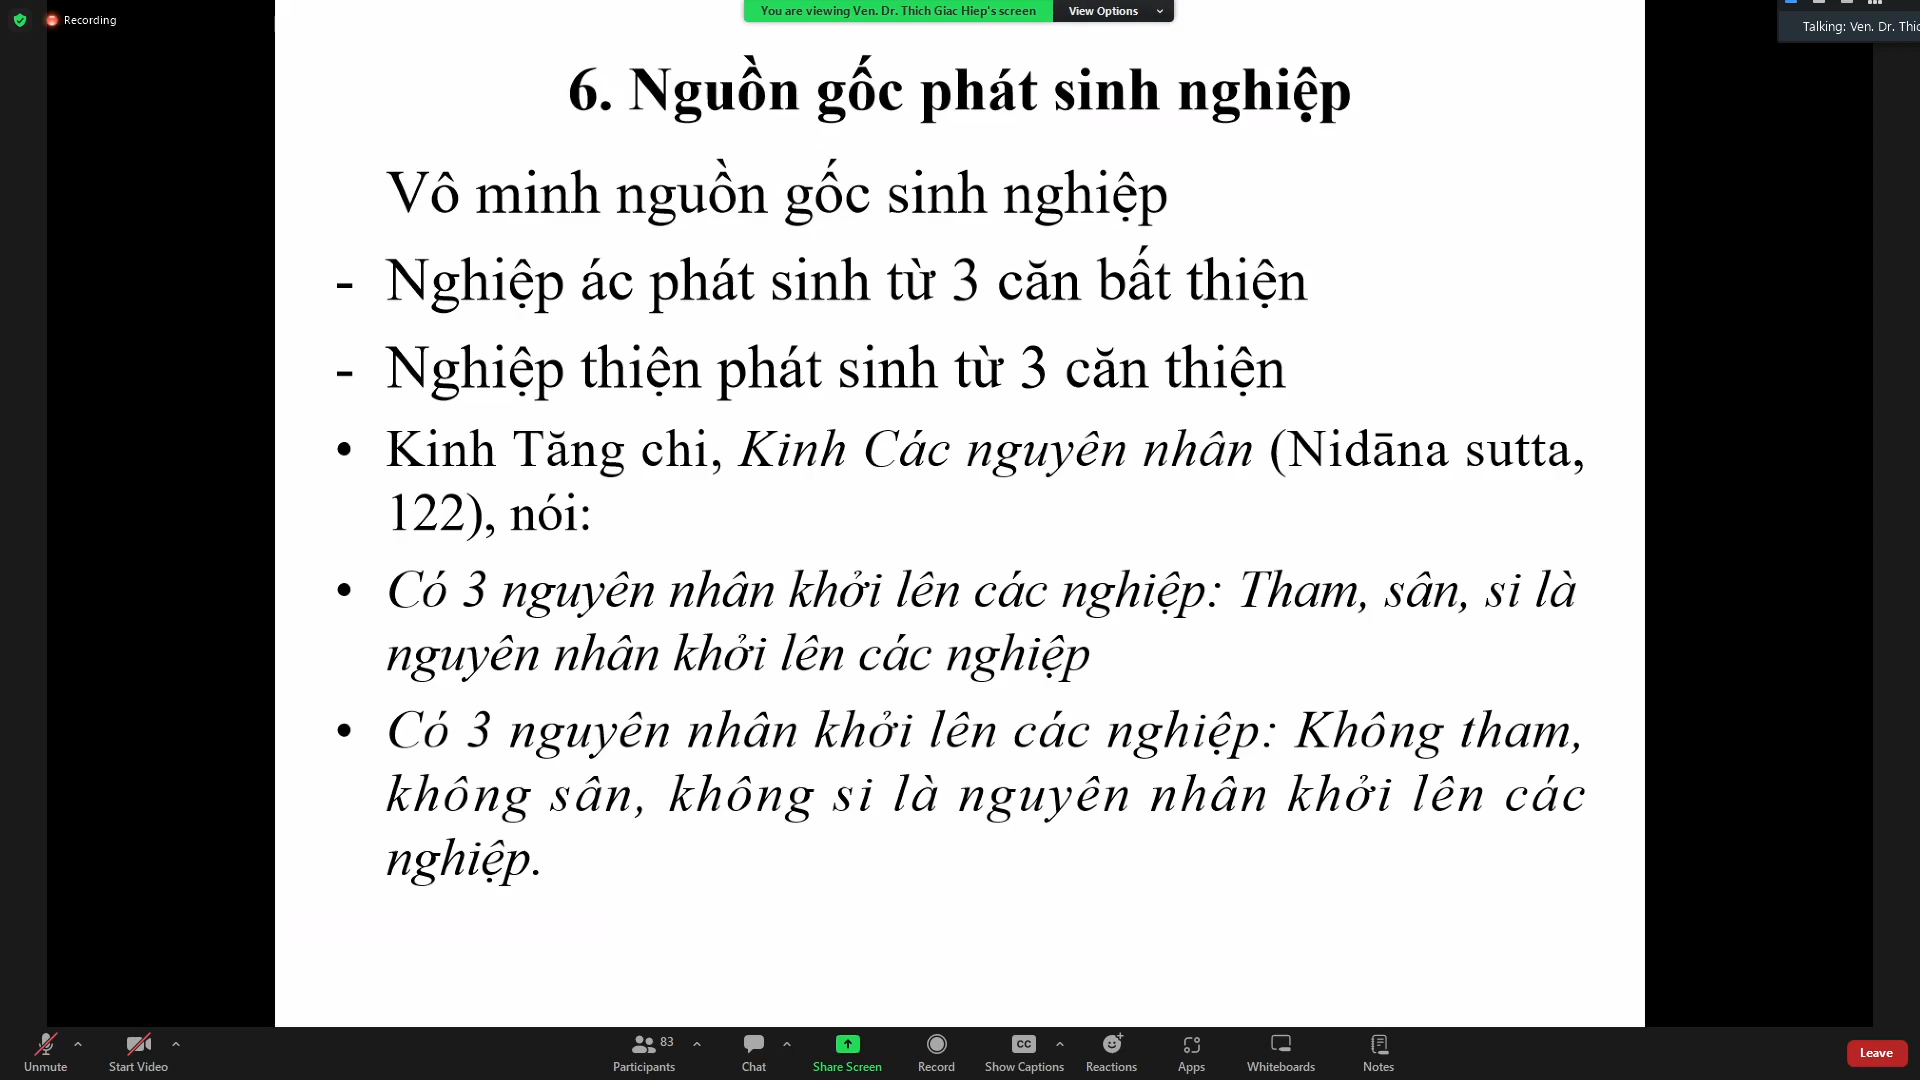 Recording
You are viewing Ven. Dr. Thich Giac Hiep's screen
View Options
Talking: Ven. Dr.
6. Nguồn gốc phát sinh nghiệp
Vô minh nguồn gốc sinh nghiệp
- Nghiệp ác phát sinh từ 3 căn bất thiện
- Nghiệp thiện phát sinh từ 3 căn thiện
• Kinh Tăng chi, Kinh Các nguyên nhân (Nidāna sutta,
122), nói:
• Có 3 nguyên nhân khởi lên các nghiệp: Tham, sân, si là
nguyên nhân khởi lên các nghiệp
• Có 3 nguyên nhân khởi lên các nghiệp: Không tham,
không sân, không si là nguyên nhân khởi lên các
nghiệp.
Unmute
Start Video
83
Participants
Chat
Share Screen
Record
CC
Show Captions
Reactions
Apps
Whiteboards
Notes
Leave